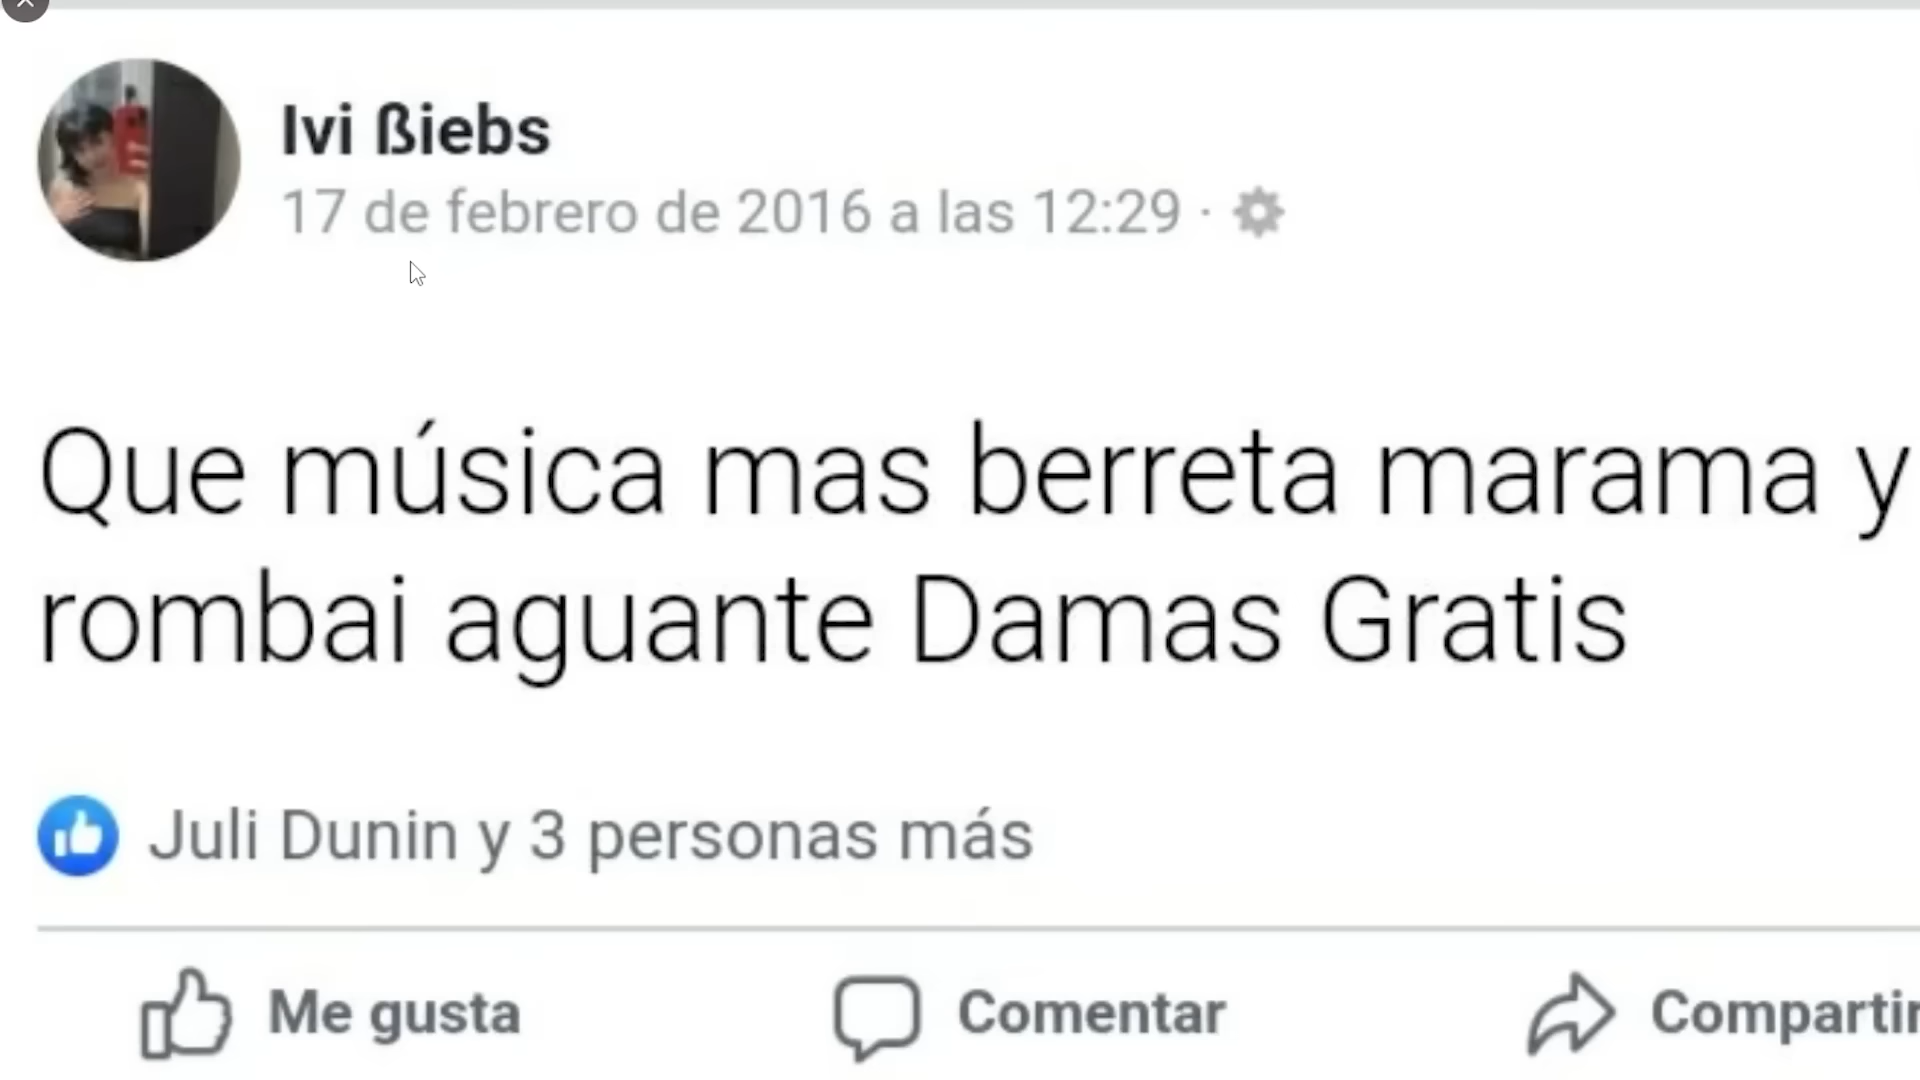 Ivi ßiebs
17 de febrero de 2016 a las 12:29 ·
Que música mas berreta marama y
rombai aguante Damas Gratis
Juli Dunin y 3 personas más
Me gusta
Comentar
Compartir